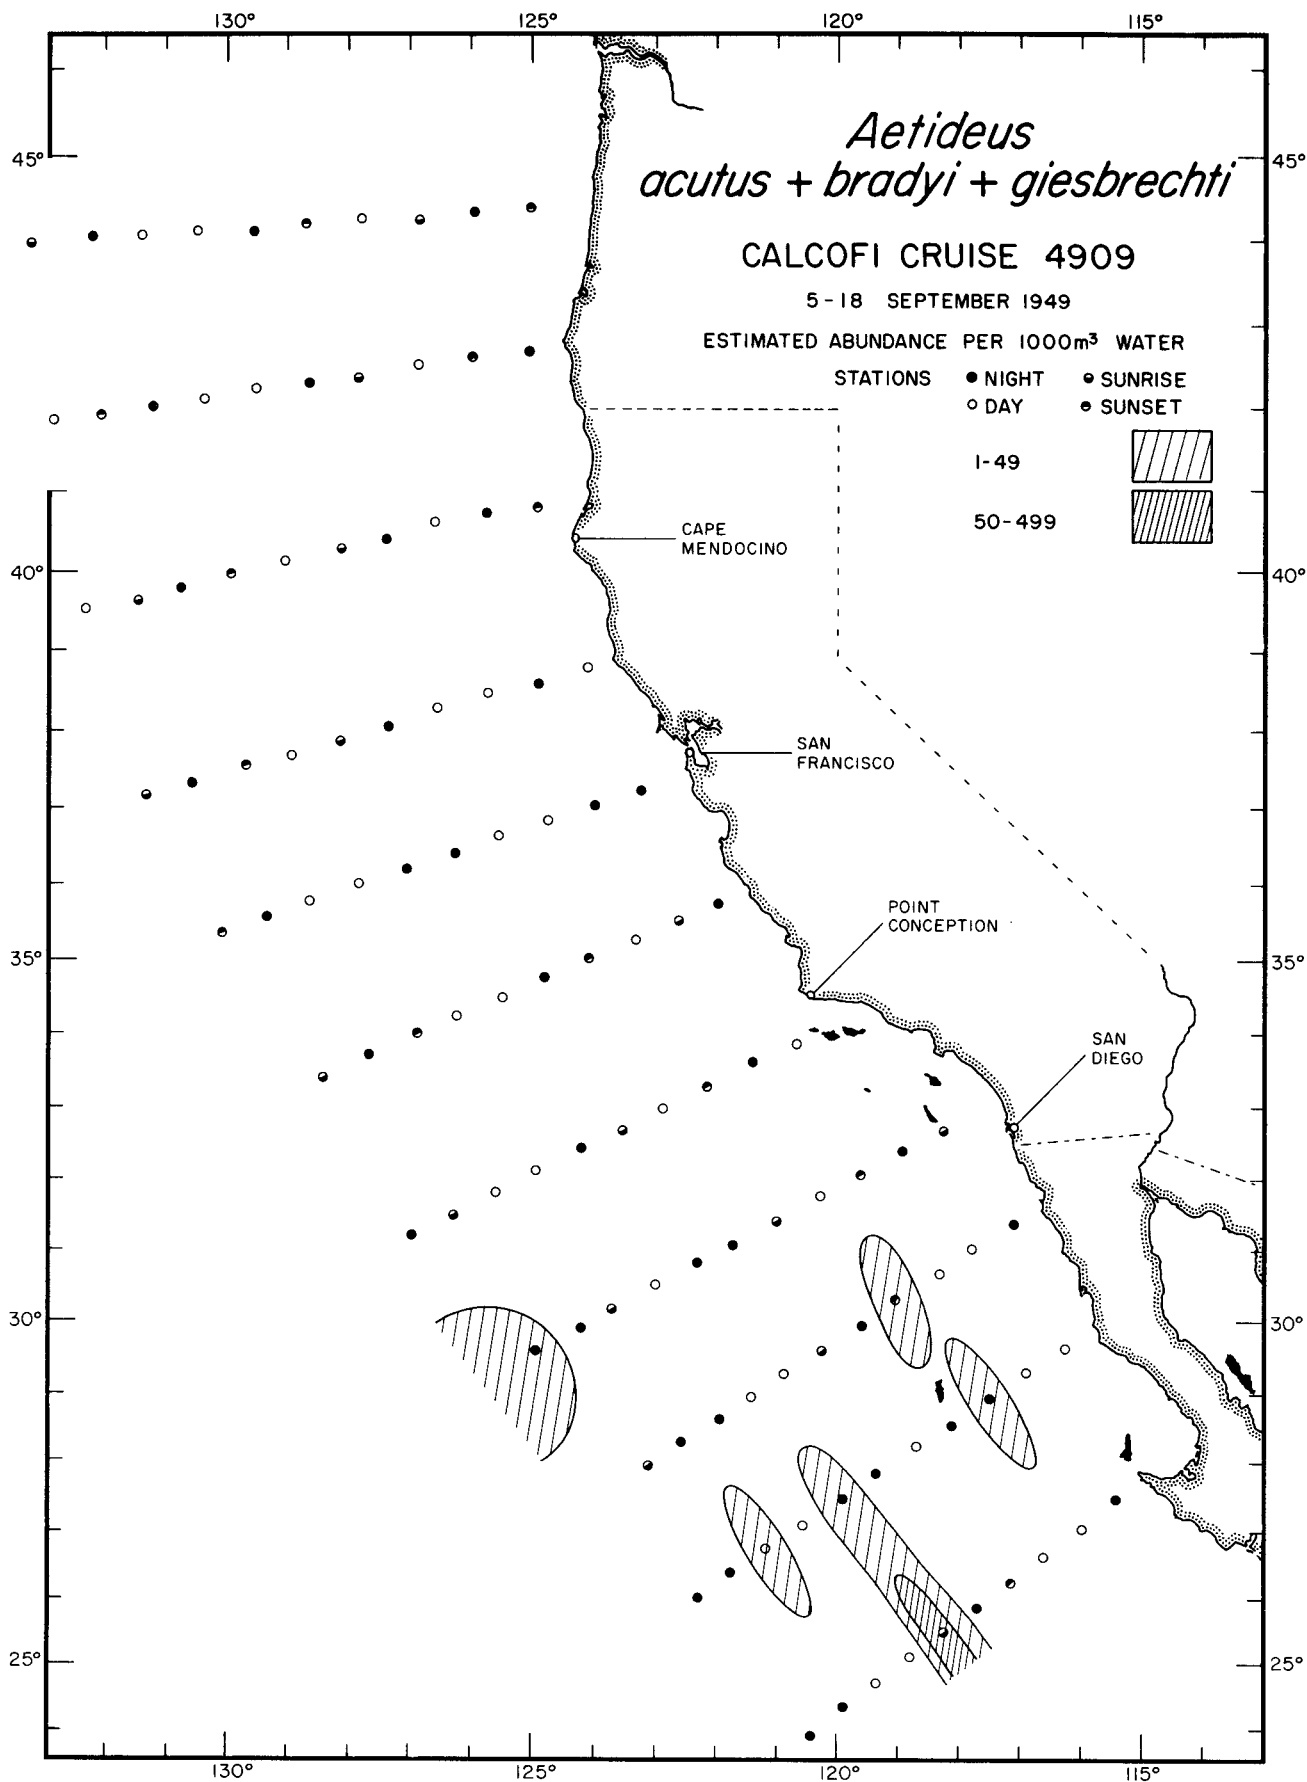 130° 125° 120° 115°
Aetideus
acutus + bradyi + giesbrechti
45° 45°
CALCOFI CRUISE 4909
5-18 SEPTEMBER 1949
ESTIMATED ABUNDANCE PER 1000m³ WATER
STATIONS ● NIGHT ◒ SUNRISE
○ DAY ◓ SUNSET
1-49
50-499
CAPE
MENDOCINO
40° 40°
SAN
FRANCISCO
POINT
CONCEPTION
35° 35°
SAN
DIEGO
30° 30°
25° 25°
130° 125° 120° 115°